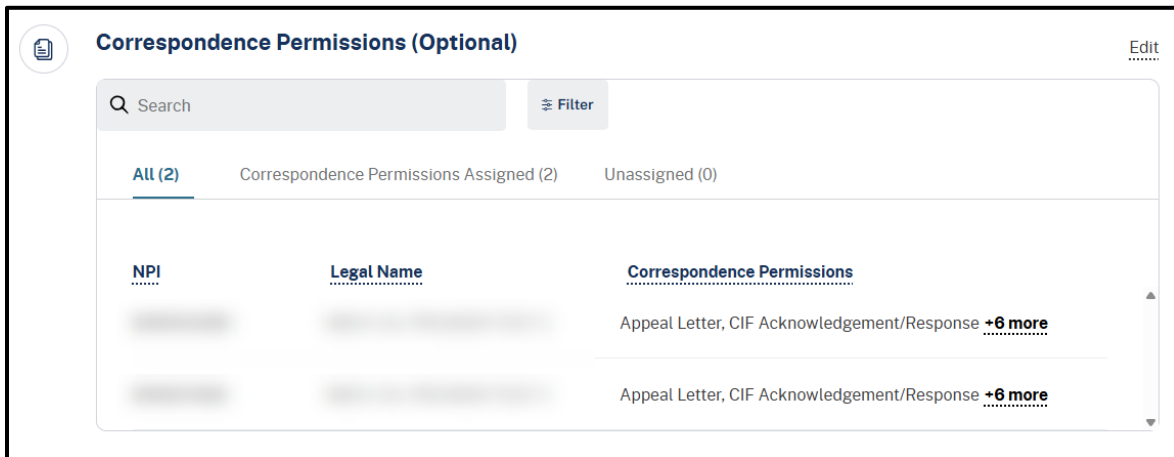 Correspondence Permissions (Optional)
Edit
Search
Filter
All (2) Correspondence Permissions Assigned (2) Unassigned (0)
NPI Legal Name Correspondence Permissions
Appeal Letter, CIF Acknowledgement/Response +6 more
Appeal Letter, CIF Acknowledgement/Response +6 more